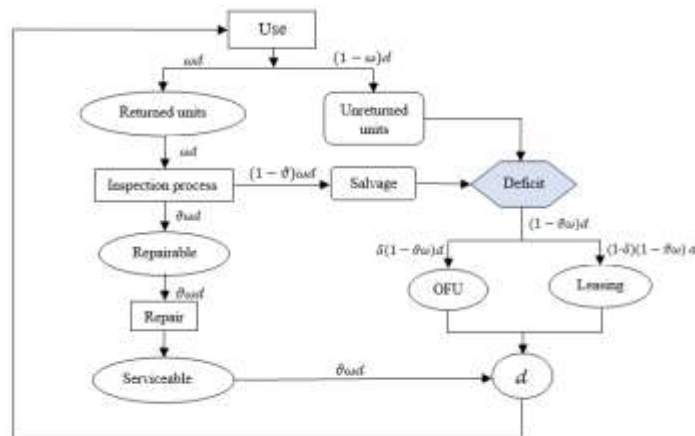 Use
ωd
(1 − ω)d
Returned units
Unreturned
units
ωd
Inspection process
(1 − ϑ)ωd
Salvage
Deficit
ϑωd
(1 − ϑω)d
Repairable
δ(1 − ϑω)d
(1-δ)(1 − ϑω) d
OFU
Leasing
ϑωd
Repair
Serviceable
ϑωd
d